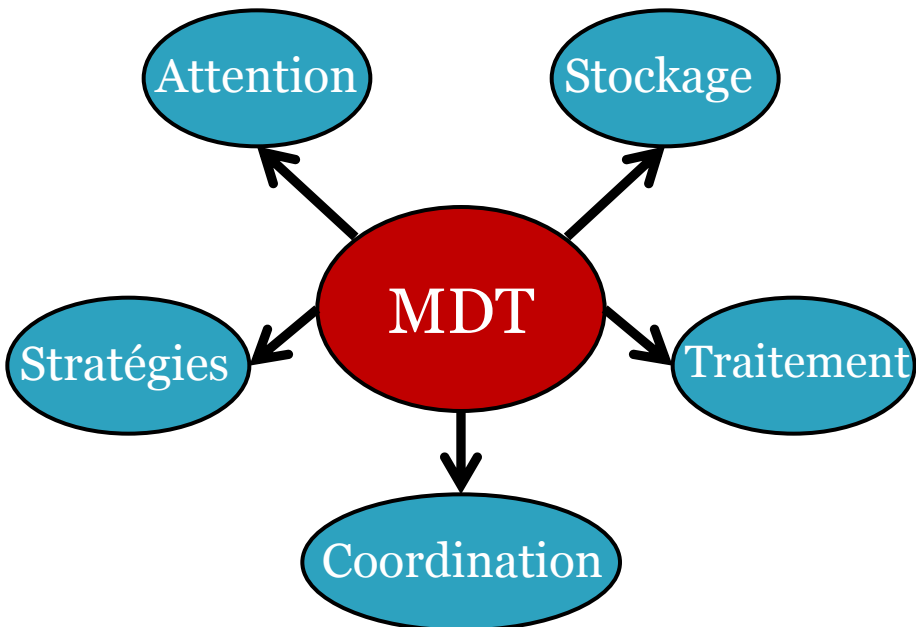 Attention
Stockage
MDT
Stratégies
Traitement
Coordination